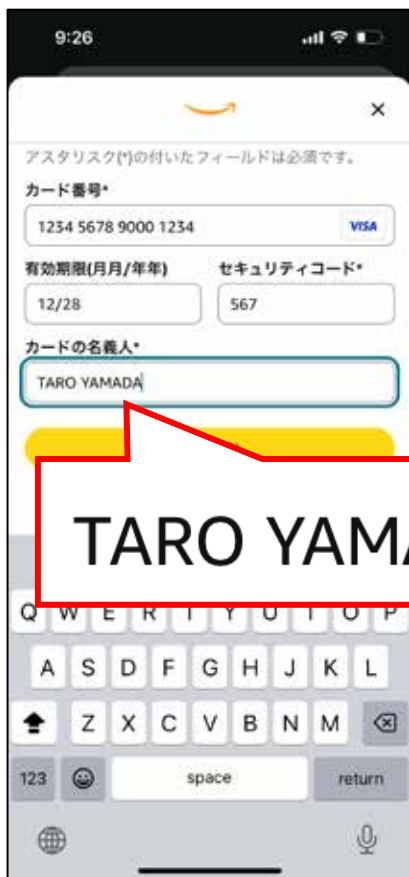 9:26
アスタリスク(*)の付いたフィールドは必須です。
カード番号*
1234 5678 9000 1234 VISA
有効期限(月月/年年) セキュリティコード*
12/28 567
カードの名義人*
TARO YAMADA
TARO YAMA
Q W E R T Y U I O P
A S D F G H J K L
Z X C V B N M
123 space return